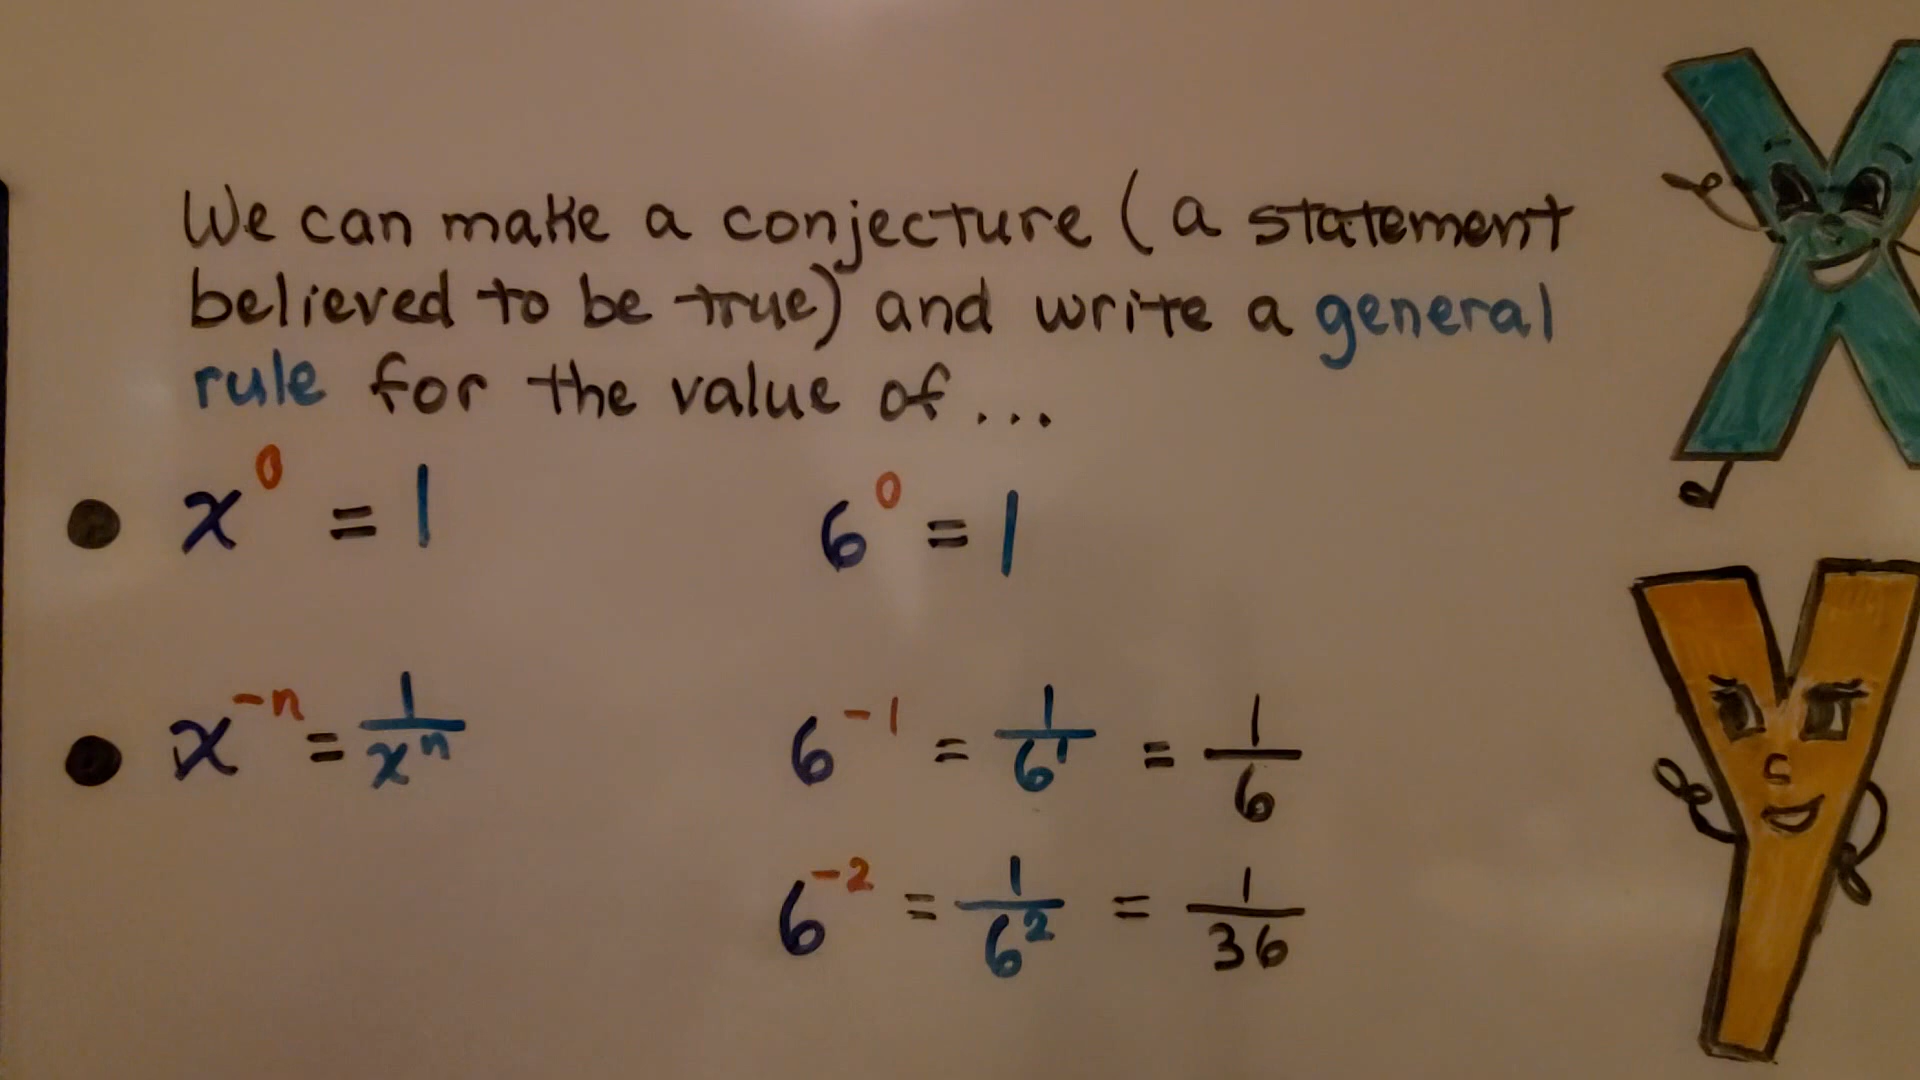 We can make a conjecture (a statement
believed to be true) and write a general
rule for the value of...
• x⁰ = 1 6⁰ = 1
• x⁻ⁿ = 1/xⁿ 6⁻¹ = 1/6¹ = 1/6
6⁻² = 1/6² = 1/36
X
Y